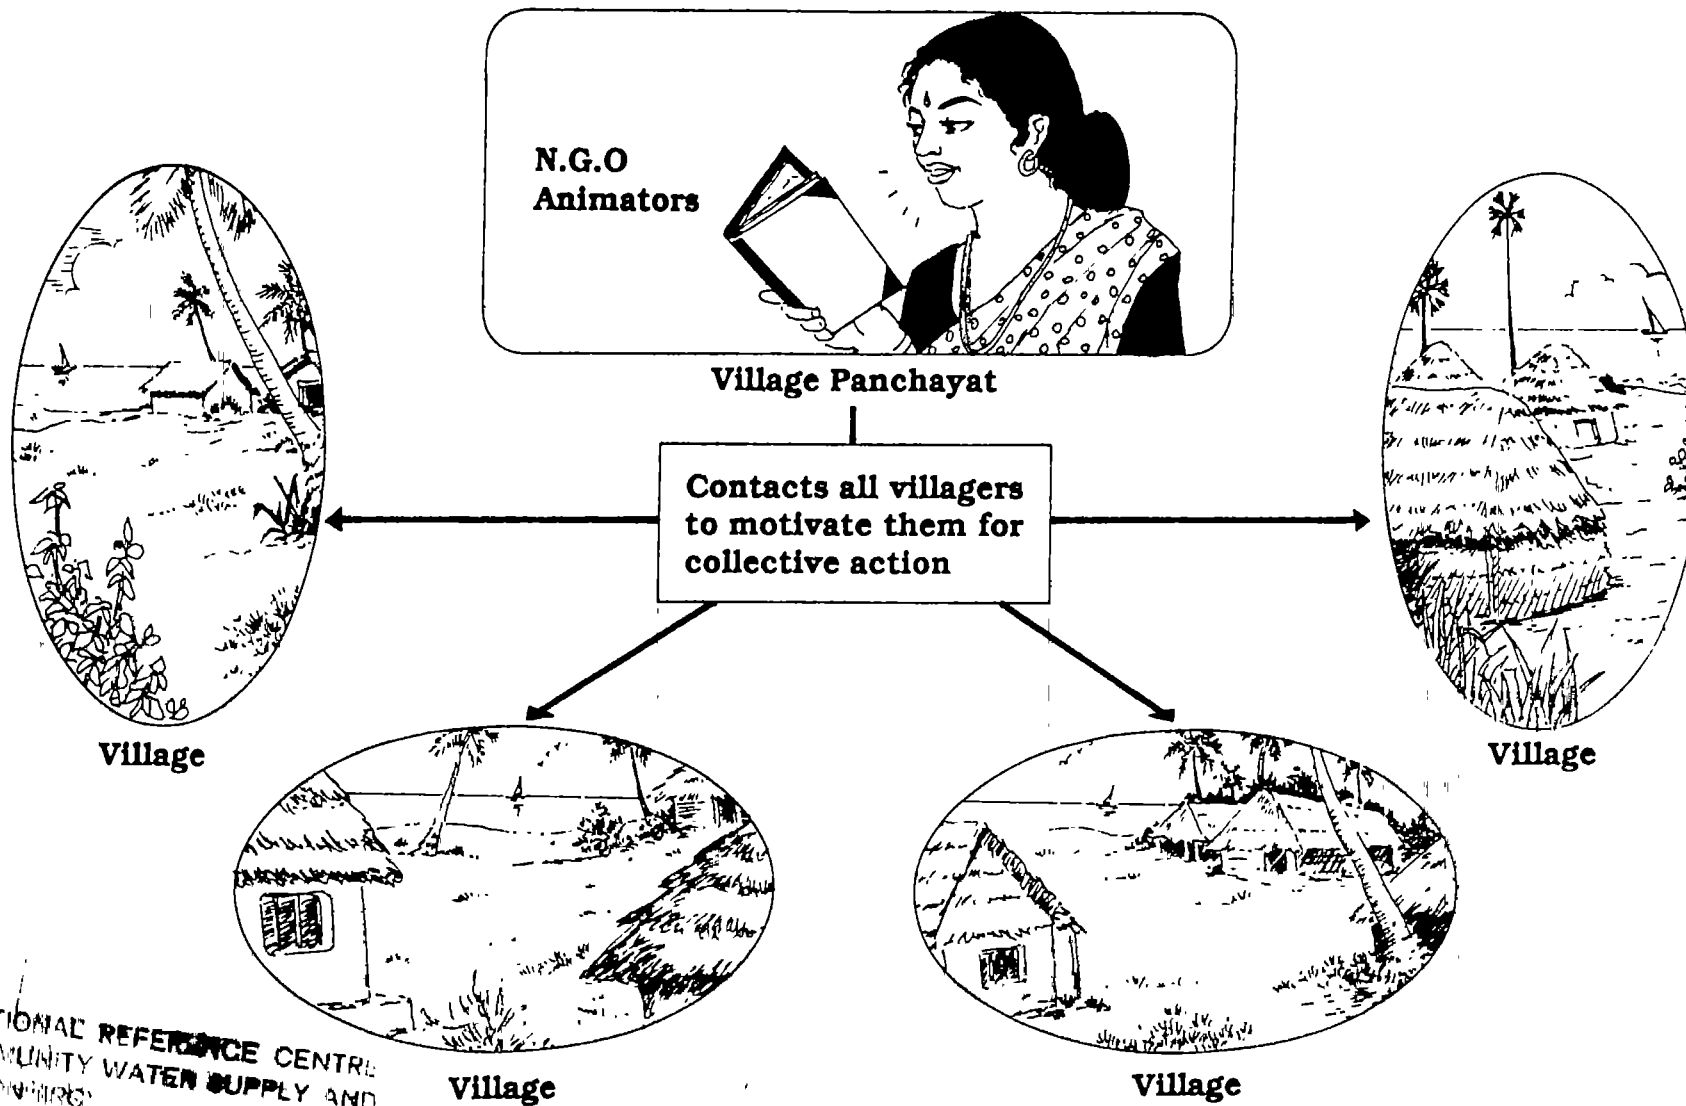 N.G.O
Animators
Village Panchayat
Contacts all villagers
to motivate them for
collective action
Village
Village
Village
Village
REFERENCE CENTRE
WATER SUPPLY AND